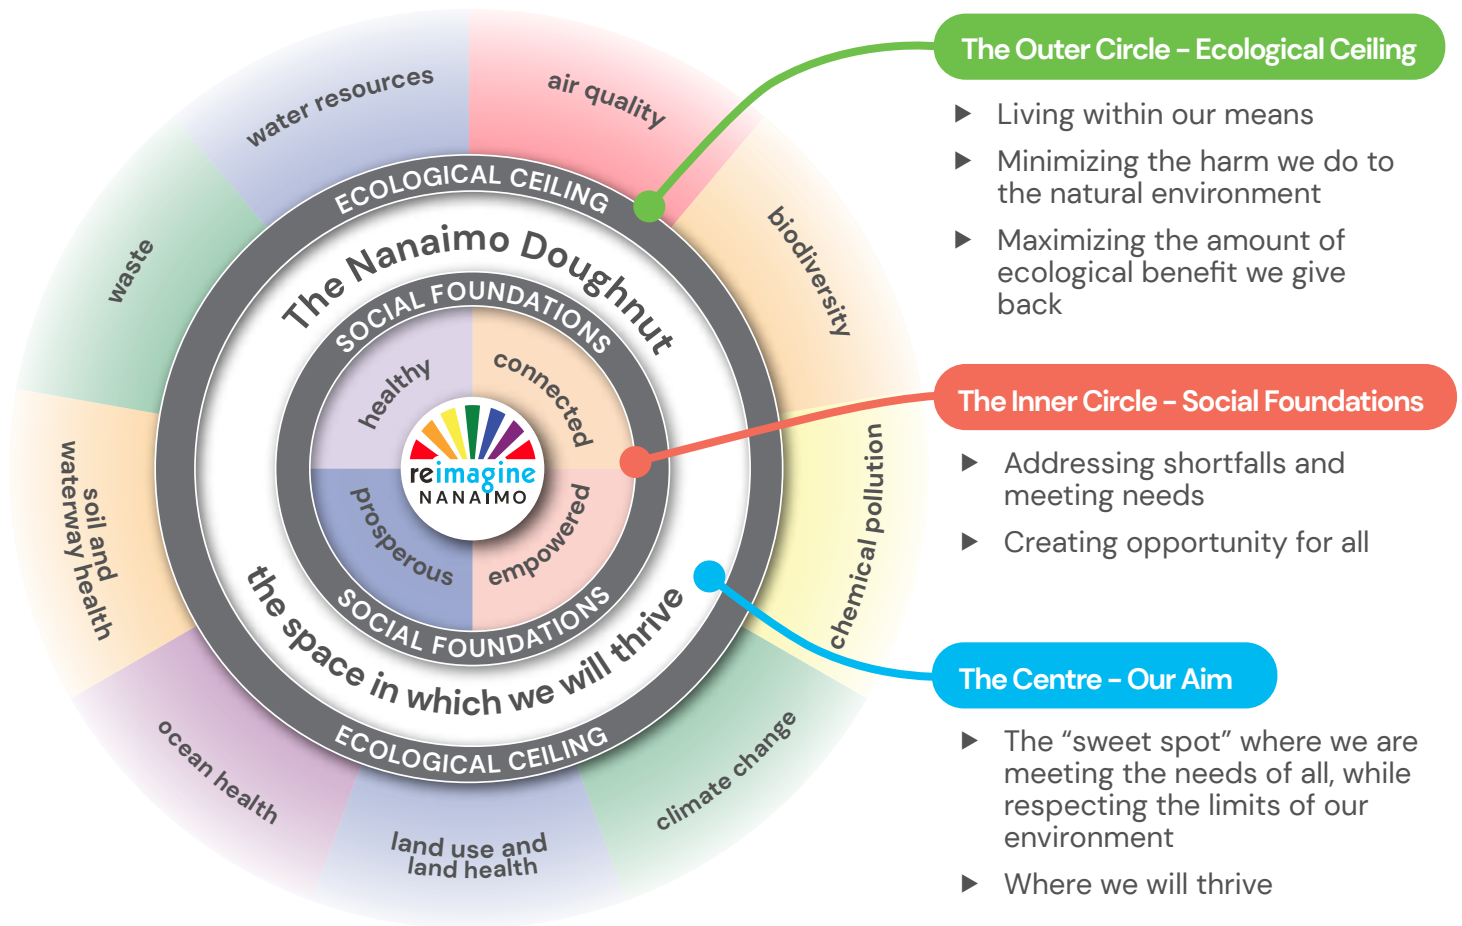 water resources
air quality
biodiversity
chemical pollution
climate change
land use and
land health
ocean health
soil and
waterway health
waste
ECOLOGICAL CEILING
The Nanaimo Doughnut
SOCIAL FOUNDATIONS
healthy
connected
reimagine
NANAIMO
prosperous
empowered
SOCIAL FOUNDATIONS
the space in which we will thrive
ECOLOGICAL CEILING
The Outer Circle – Ecological Ceiling
Living within our means
Minimizing the harm we do to
the natural environment
Maximizing the amount of
ecological benefit we give
back
The Inner Circle – Social Foundations
Addressing shortfalls and
meeting needs
Creating opportunity for all
The Centre – Our Aim
The “sweet spot” where we are
meeting the needs of all, while
respecting the limits of our
environment
Where we will thrive